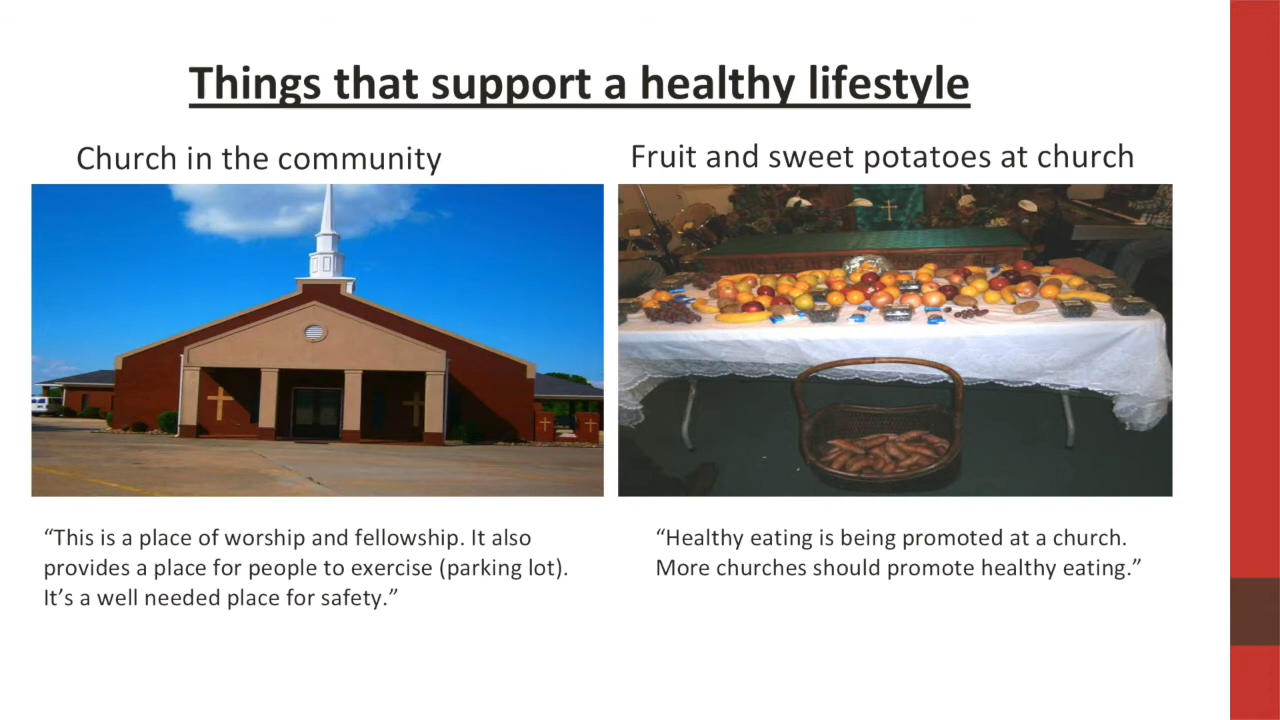 Things that support a healthy lifestyle
Church in the community
Fruit and sweet potatoes at church
“This is a place of worship and fellowship. It also
provides a place for people to exercise (parking lot).
It’s a well needed place for safety.”
“Healthy eating is being promoted at a church.
More churches should promote healthy eating.”